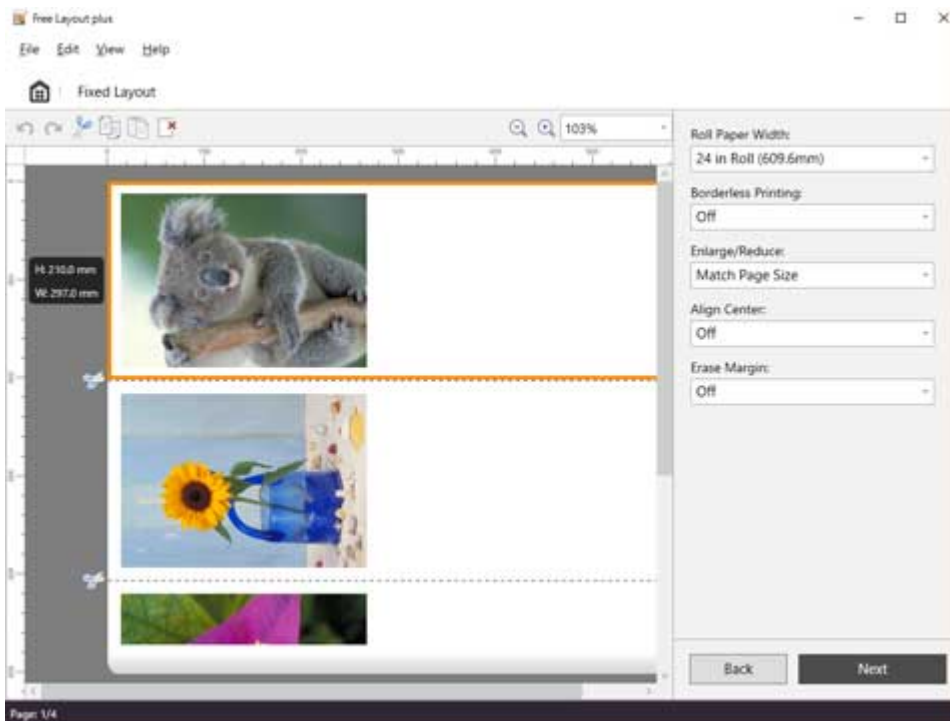 Free Layout plus
File Edit View Help
Fixed Layout
103%
Roll Paper Width:
24 in Roll (609.6mm)
Borderless Printing:
Off
Enlarge/Reduce:
Match Page Size
Align Center:
Off
Erase Margin:
Off
H: 210.0 mm
W: 297.0 mm
Back Next
Page: 1/4